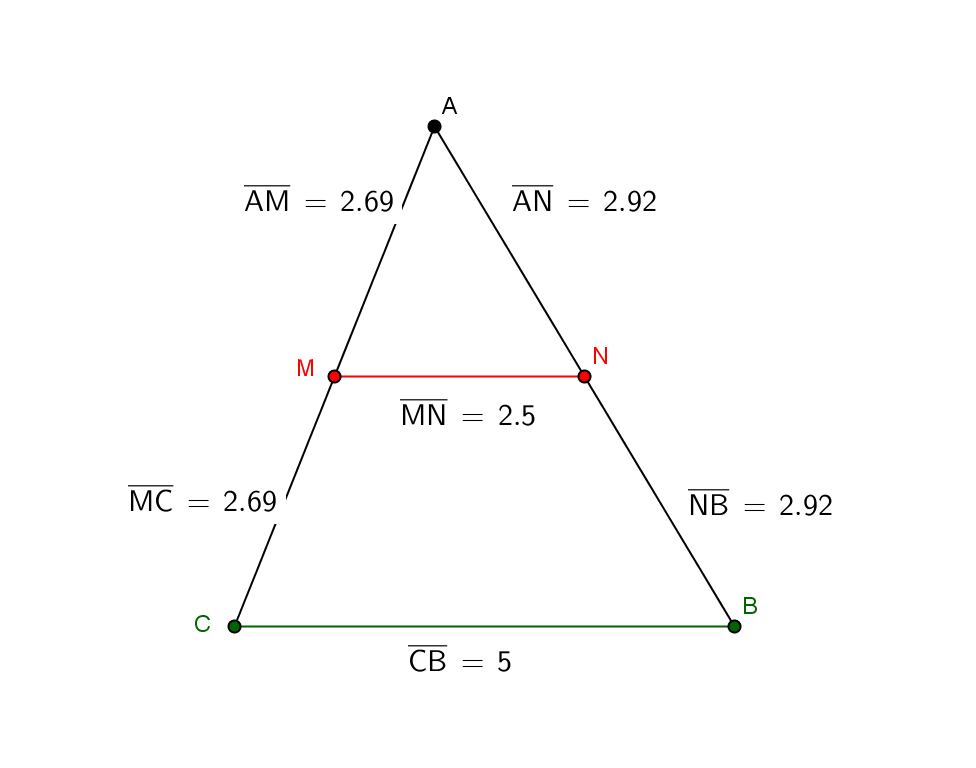 A
AM = 2.69
AN = 2.92
N
M
MN = 2.5
MC = 2.69
NB = 2.92
B
C
CB = 5